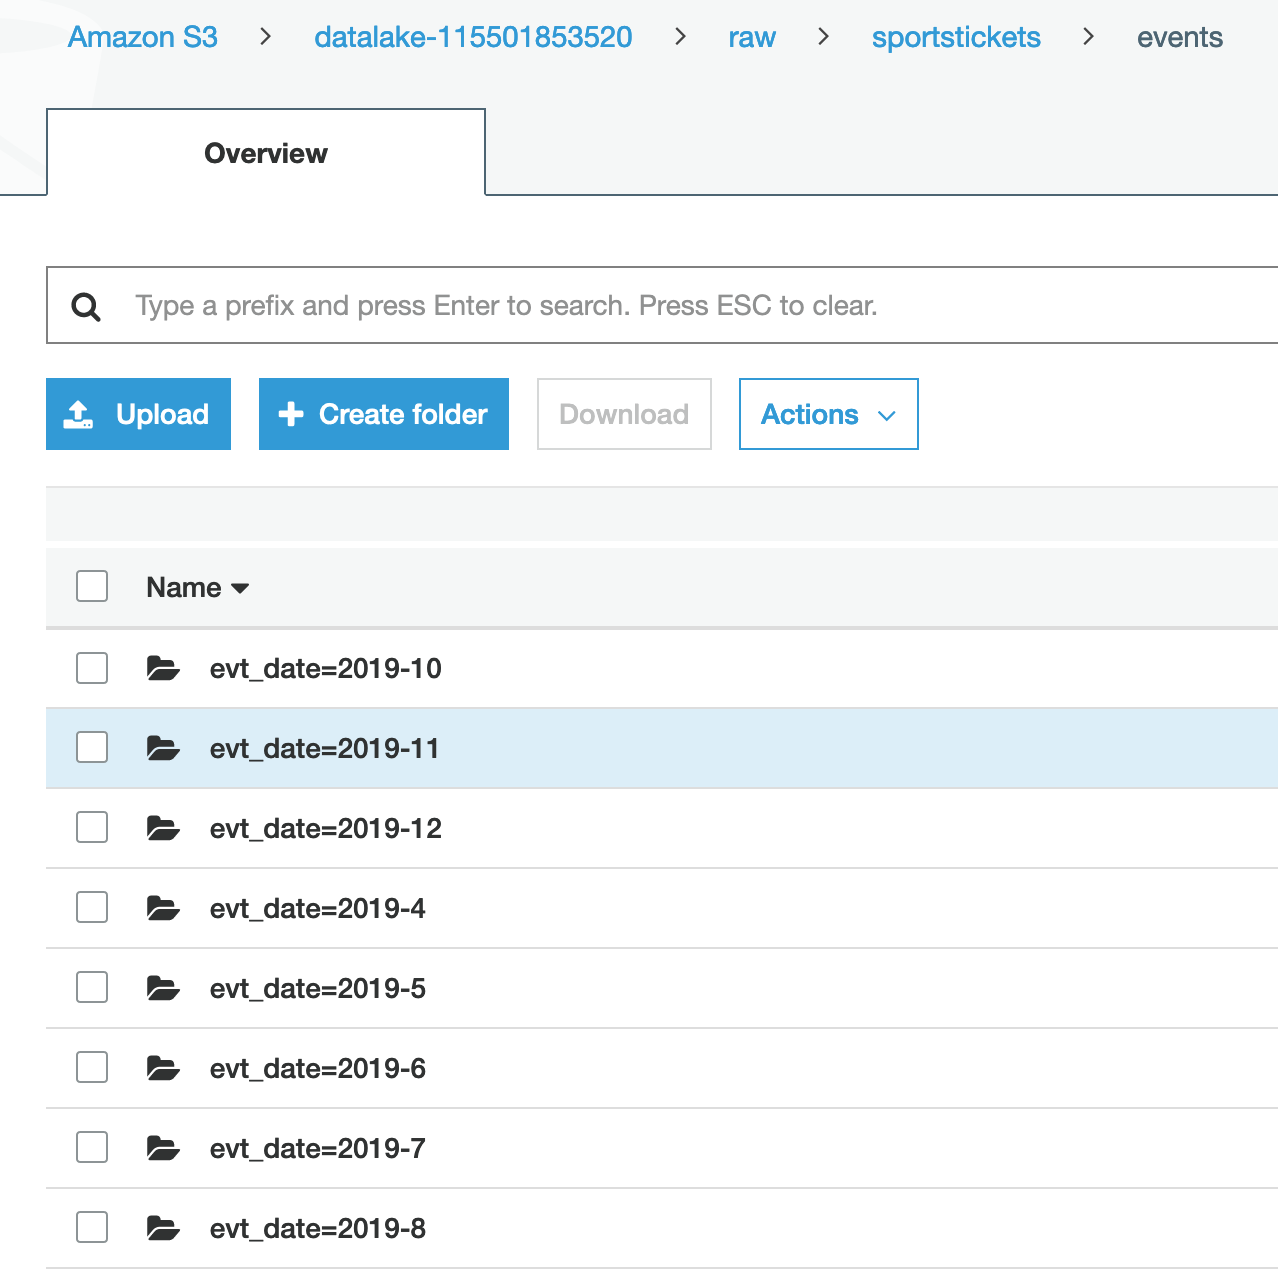 Amazon S3 > datalake-115501853520 > raw > sportstickets > events
Overview
Type a prefix and press Enter to search. Press ESC to clear.
Upload Create folder Download Actions
Name
evt_date=2019-10
evt_date=2019-11
evt_date=2019-12
evt_date=2019-4
evt_date=2019-5
evt_date=2019-6
evt_date=2019-7
evt_date=2019-8